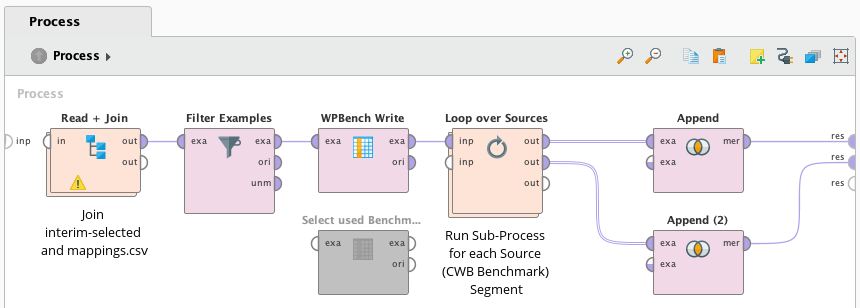 Process
Process
Process
Read + Join
Filter Examples
WPBench Write
Loop over Sources
Append
inp
in
out
out
exa
exa
ori
unm
exa
exa
ori
inp
inp
out
out
out
exa
exa
mer
res
res
res
Join
interim-selected
and mappings.csv
Select used Benchm...
exa
exa
ori
Run Sub-Process
for each Source
(CWB Benchmark)
Segment
Append (2)
exa
exa
mer